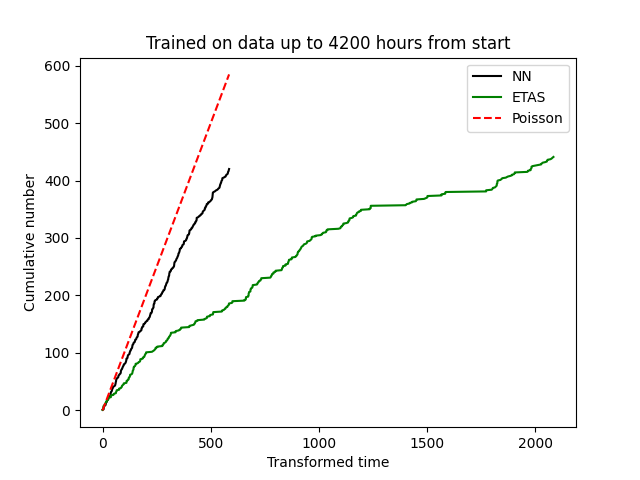 Trained on data up to 4200 hours from start
NN
ETAS
Poisson
600
500
400
300
200
100
0
Cumulative number
0
500
1000
1500
2000
Transformed time